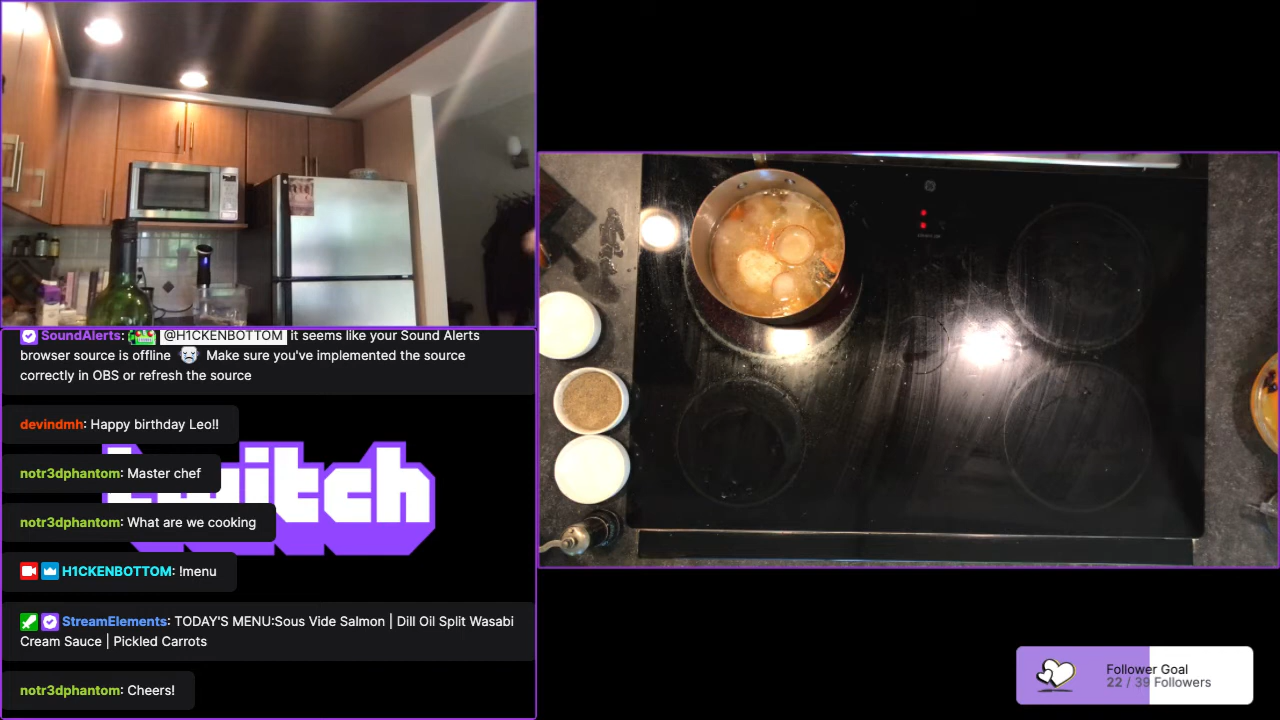 SoundAlerts: @H1CKENBOTTOM it seems like your Sound Alerts
browser source is offline Make sure you've implemented the source
correctly in OBS or refresh the source
devindmh: Happy birthday Leo!!
notr3dphantom: Master chef
notr3dphantom: What are we cooking
H1CKENBOTTOM: !menu
StreamElements: TODAY'S MENU:Sous Vide Salmon | Dill Oil Split Wasabi
Cream Sauce | Pickled Carrots
notr3dphantom: Cheers!
twitch
Follower Goal
22 / 39 Followers